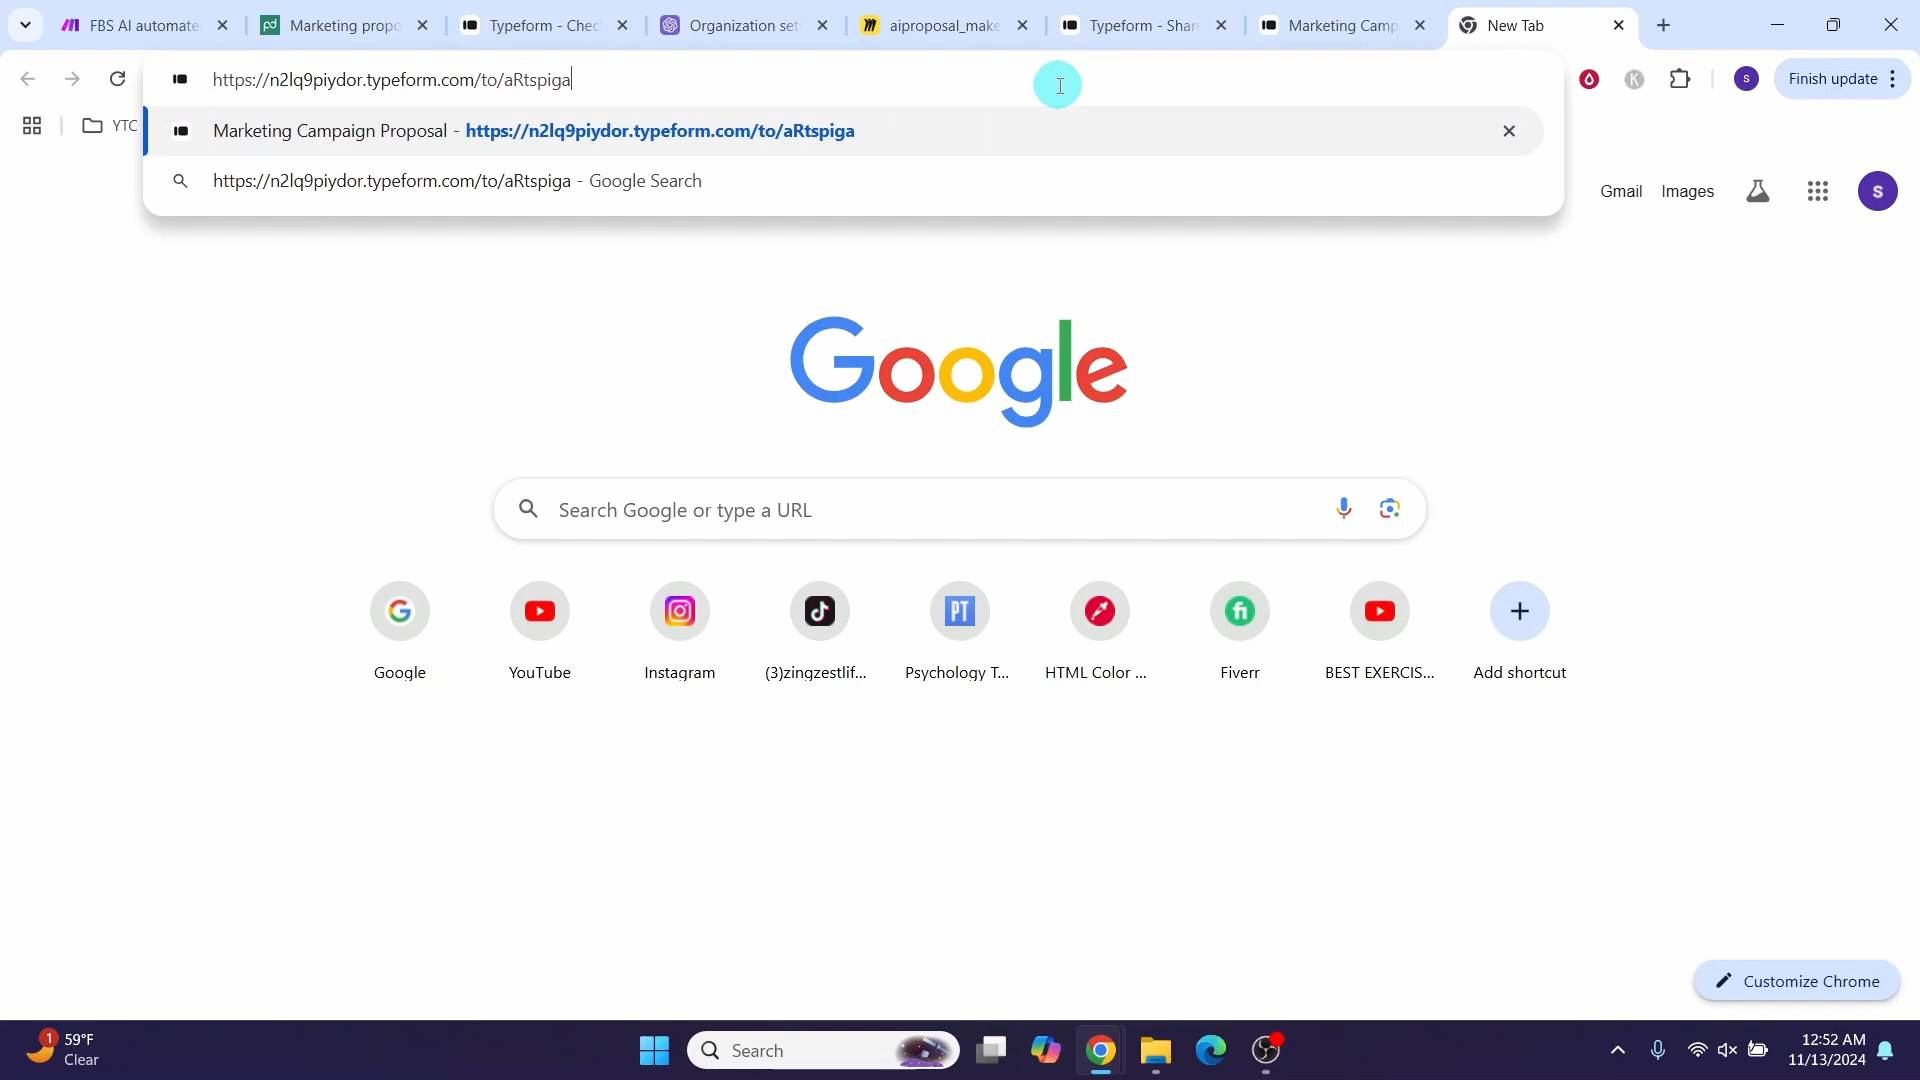 FBS AI automate
Marketing propo
Typeform - Chec
Organization set
aiproposal_make
Typeform - Shar
Marketing Camp
New Tab
https://n2lq9piydor.typeform.com/to/aRtspiga
K
S
Finish update
YTC
Marketing Campaign Proposal - https://n2lq9piydor.typeform.com/to/aRtspiga
https://n2lq9piydor.typeform.com/to/aRtspiga - Google Search
Gmail
Images
S
Google
Search Google or type a URL
PT
fi
Google
YouTube
Instagram
(3)zingzestlif...
Psychology T...
HTML Color ...
Fiverr
BEST EXERCIS...
Add shortcut
Customize Chrome
1
59°F
Clear
Search
12:52 AM
11/13/2024